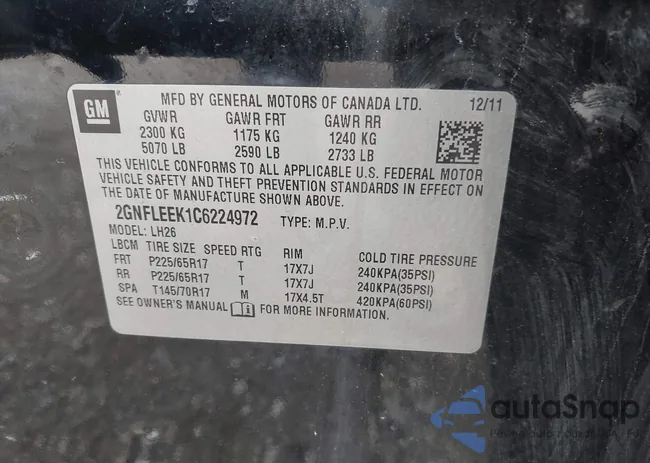 GM
MFD BY GENERAL MOTORS OF CANADA LTD. 12/11
GVWR GAWR FRT GAWR RR
2300 KG 1175 KG 1240 KG
5070 LB 2590 LB 2733 LB
THIS VEHICLE CONFORMS TO ALL APPLICABLE U.S. FEDERAL MOTOR
VEHICLE SAFETY AND THEFT PREVENTION STANDARDS IN EFFECT ON
THE DATE OF MANUFACTURE SHOWN ABOVE.
2GNFLEEK1C6224972 TYPE: M.P.V.
MODEL: LH26
LBCM TIRE SIZE SPEED RTG RIM COLD TIRE PRESSURE
FRT P225/65R17 T 17X7J 240KPA(35PSI)
RR P225/65R17 T 17X7J 240KPA(35PSI)
SPA T145/70R17 M 17X4.5T 420KPA(60PSI)
SEE OWNER'S MANUAL FOR MORE INFORMATION.
autoSnap